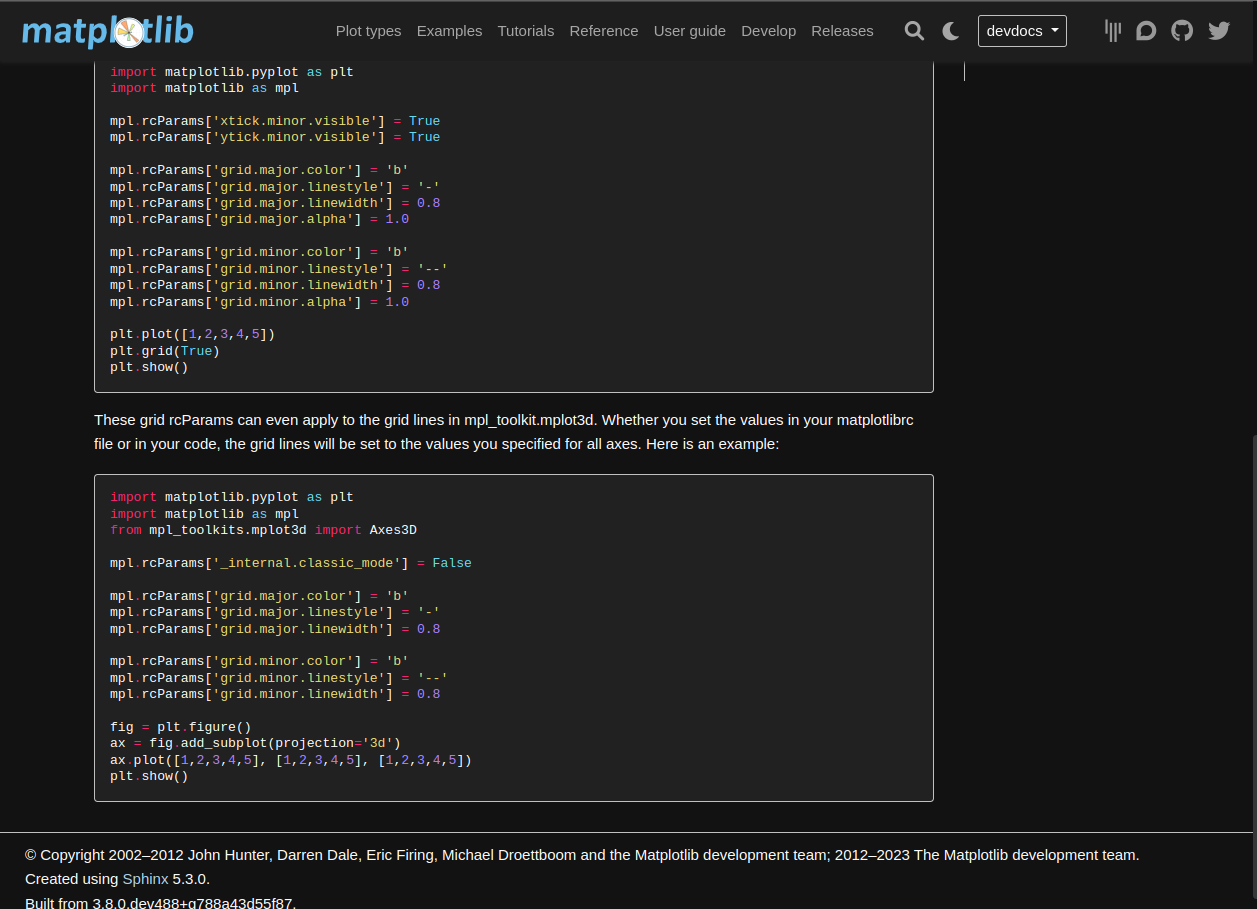 matplotlib
Plot types Examples Tutorials Reference User guide Develop Releases devdocs
import matplotlib.pyplot as plt
import matplotlib as mpl
mpl.rcParams['xtick.minor.visible'] = True
mpl.rcParams['ytick.minor.visible'] = True
mpl.rcParams['grid.major.color'] = 'b'
mpl.rcParams['grid.major.linestyle'] = '-'
mpl.rcParams['grid.major.linewidth'] = 0.8
mpl.rcParams['grid.major.alpha'] = 1.0
mpl.rcParams['grid.minor.color'] = 'b'
mpl.rcParams['grid.minor.linestyle'] = '--'
mpl.rcParams['grid.minor.linewidth'] = 0.8
mpl.rcParams['grid.minor.alpha'] = 1.0
plt.plot([1,2,3,4,5])
plt.grid(True)
plt.show()
These grid rcParams can even apply to the grid lines in mpl_toolkit.mplot3d. Whether you set the values in your matplotlibrc
file or in your code, the grid lines will be set to the values you specified for all axes. Here is an example:
import matplotlib.pyplot as plt
import matplotlib as mpl
from mpl_toolkits.mplot3d import Axes3D
mpl.rcParams['_internal.classic_mode'] = False
mpl.rcParams['grid.major.color'] = 'b'
mpl.rcParams['grid.major.linestyle'] = '-'
mpl.rcParams['grid.major.linewidth'] = 0.8
mpl.rcParams['grid.minor.color'] = 'b'
mpl.rcParams['grid.minor.linestyle'] = '--'
mpl.rcParams['grid.minor.linewidth'] = 0.8
fig = plt.figure()
ax = fig.add_subplot(projection='3d')
ax.plot([1,2,3,4,5], [1,2,3,4,5], [1,2,3,4,5])
plt.show()
© Copyright 2002–2012 John Hunter, Darren Dale, Eric Firing, Michael Droettboom and the Matplotlib development team; 2012–2023 The Matplotlib development team.
Created using Sphinx 5.3.0.
Built from 3.8.0.dev488+g788a43d55f87.